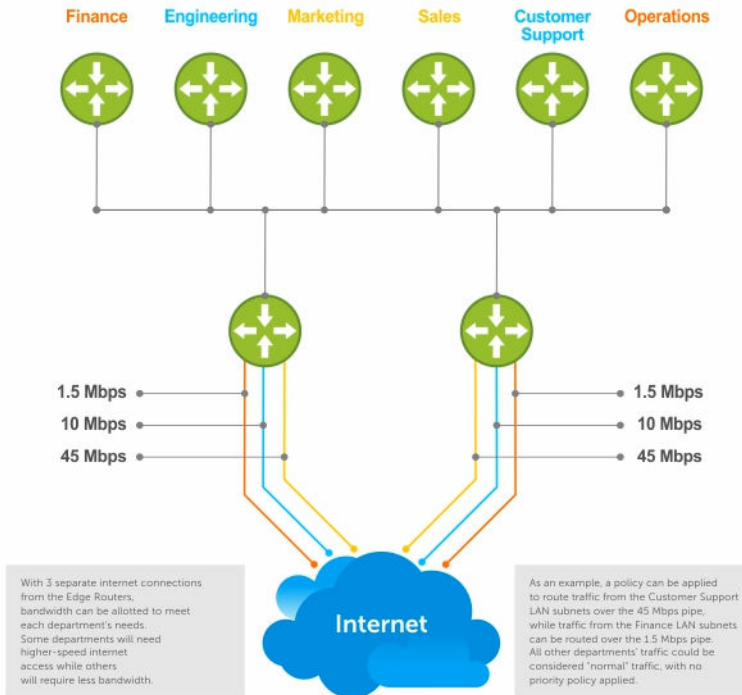 Finance
Engineering
Marketing
Sales
Customer
Support
Operations
1.5 Mbps
10 Mbps
45 Mbps
1.5 Mbps
10 Mbps
45 Mbps
With 3 separate internet connections
from the Edge Routers,
bandwidth can be allotted to meet
each department's needs.
Some departments will need
higher-speed internet
access while others
will require less bandwidth.
Internet
As an example, a policy can be applied
to route traffic from the Customer Support
LAN subnets over the 45 Mbps pipe,
while traffic from the Finance LAN subnets
can be routed over the 1.5 Mbps pipe.
All other departments' traffic could be
considered "normal" traffic, with no
priority policy applied.